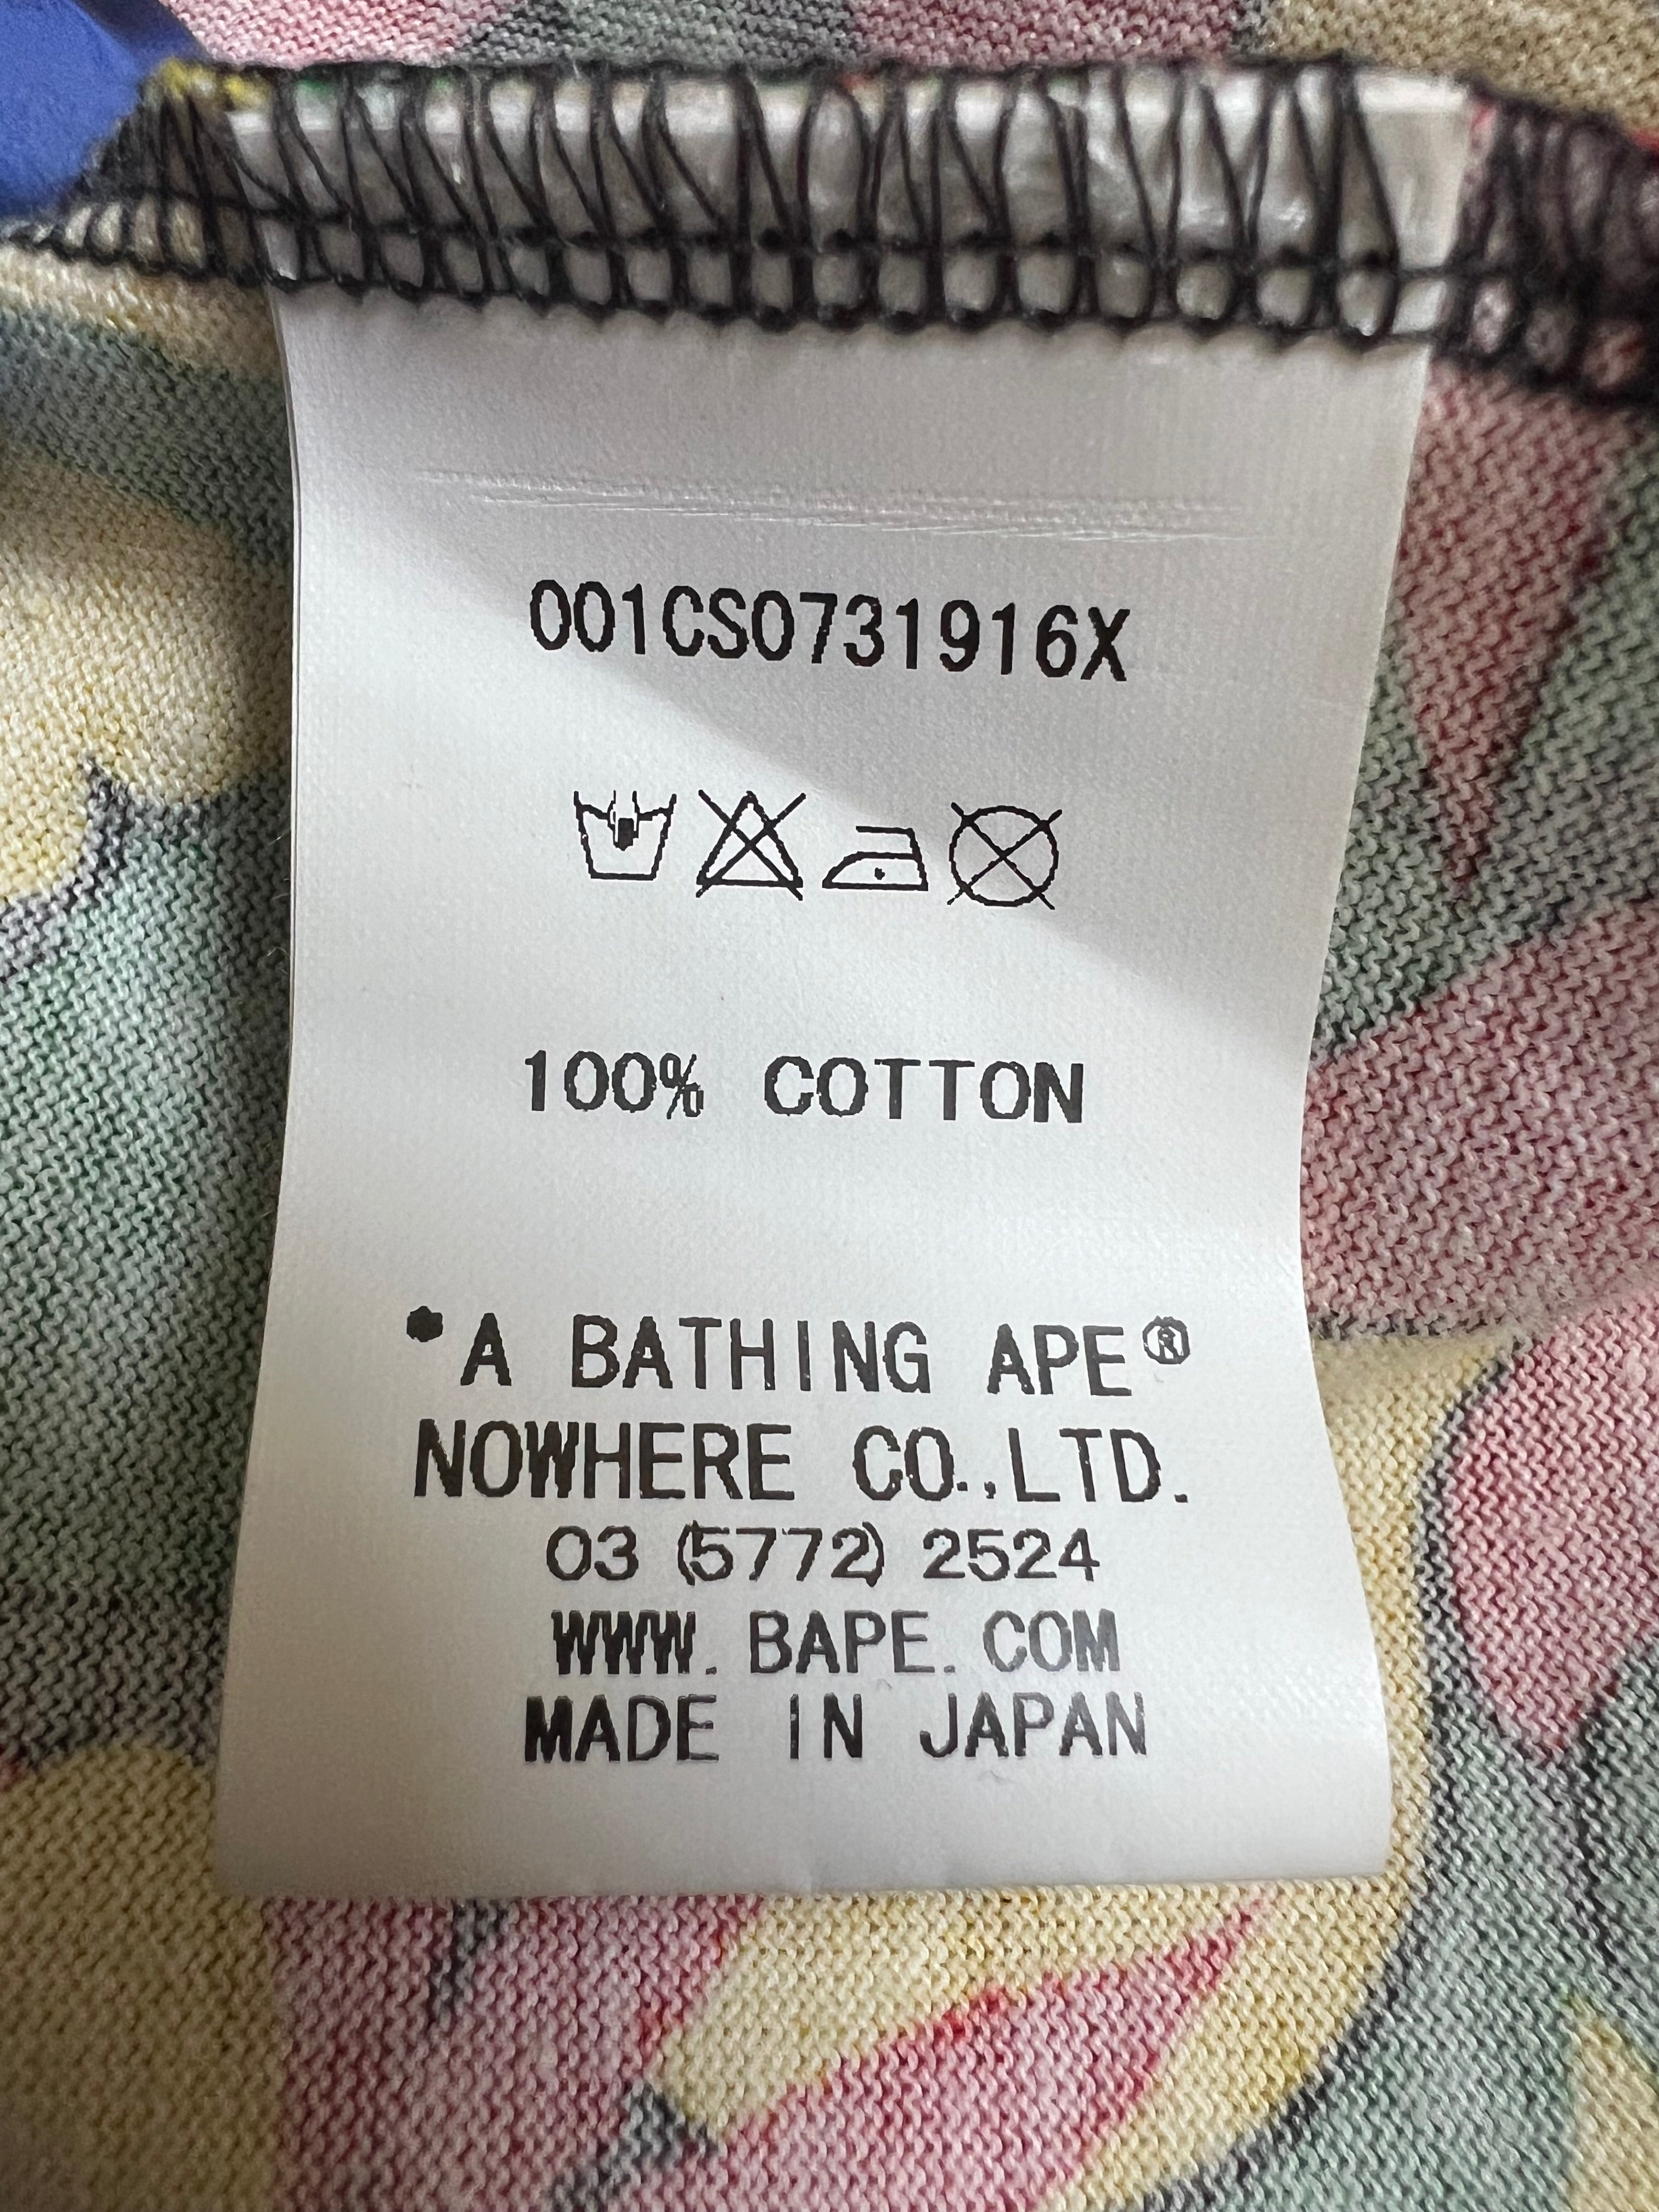 001CS0731916X
100% COTTON
•A BATHING APE®
NOWHERE CO.,LTD.
03 (5772) 2524
WWW.BAPE.COM
MADE IN JAPAN